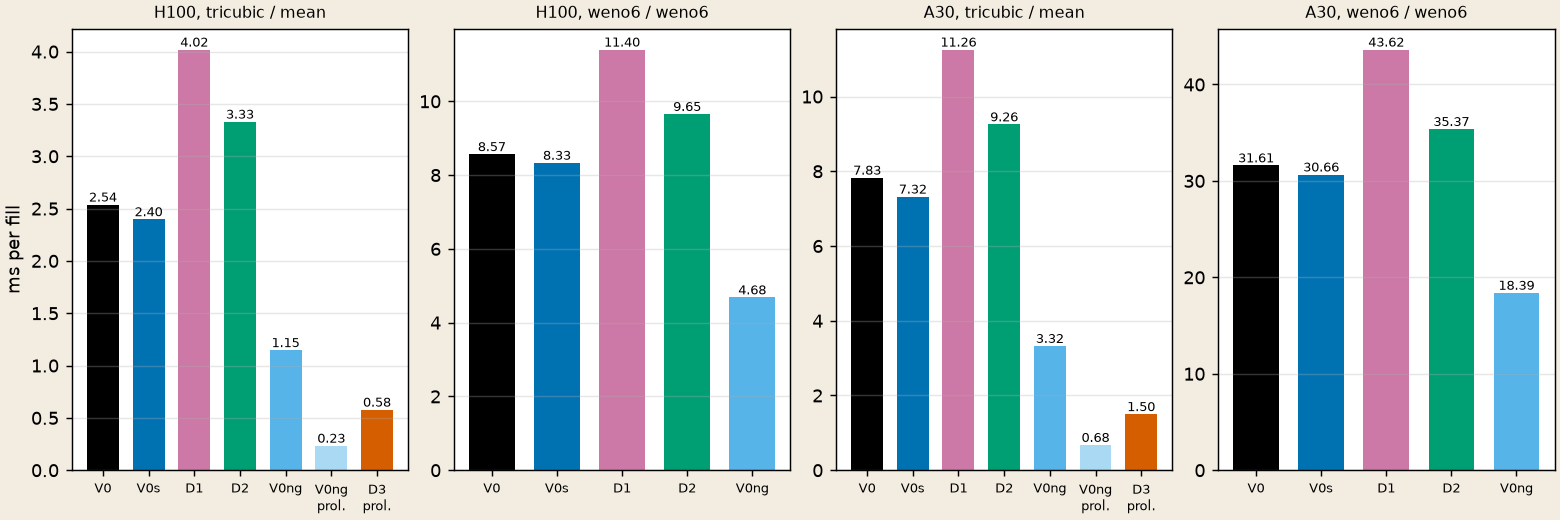 H100, tricubic / mean
ms per fill
4.0
3.5
3.0
2.5
2.0
1.5
1.0
0.5
0.0
2.54
2.40
4.02
3.33
1.15
0.23
0.58
V0
V0s
D1
D2
V0ng
V0ng
prol.
D3
prol.
H100, weno6 / weno6
10
8
6
4
2
0
8.57
8.33
11.40
9.65
4.68
V0
V0s
D1
D2
V0ng
A30, tricubic / mean
10
8
6
4
2
0
7.83
7.32
11.26
9.26
3.32
0.68
1.50
V0
V0s
D1
D2
V0ng
V0ng
prol.
D3
prol.
A30, weno6 / weno6
40
30
20
10
0
31.61
30.66
43.62
35.37
18.39
V0
V0s
D1
D2
V0ng